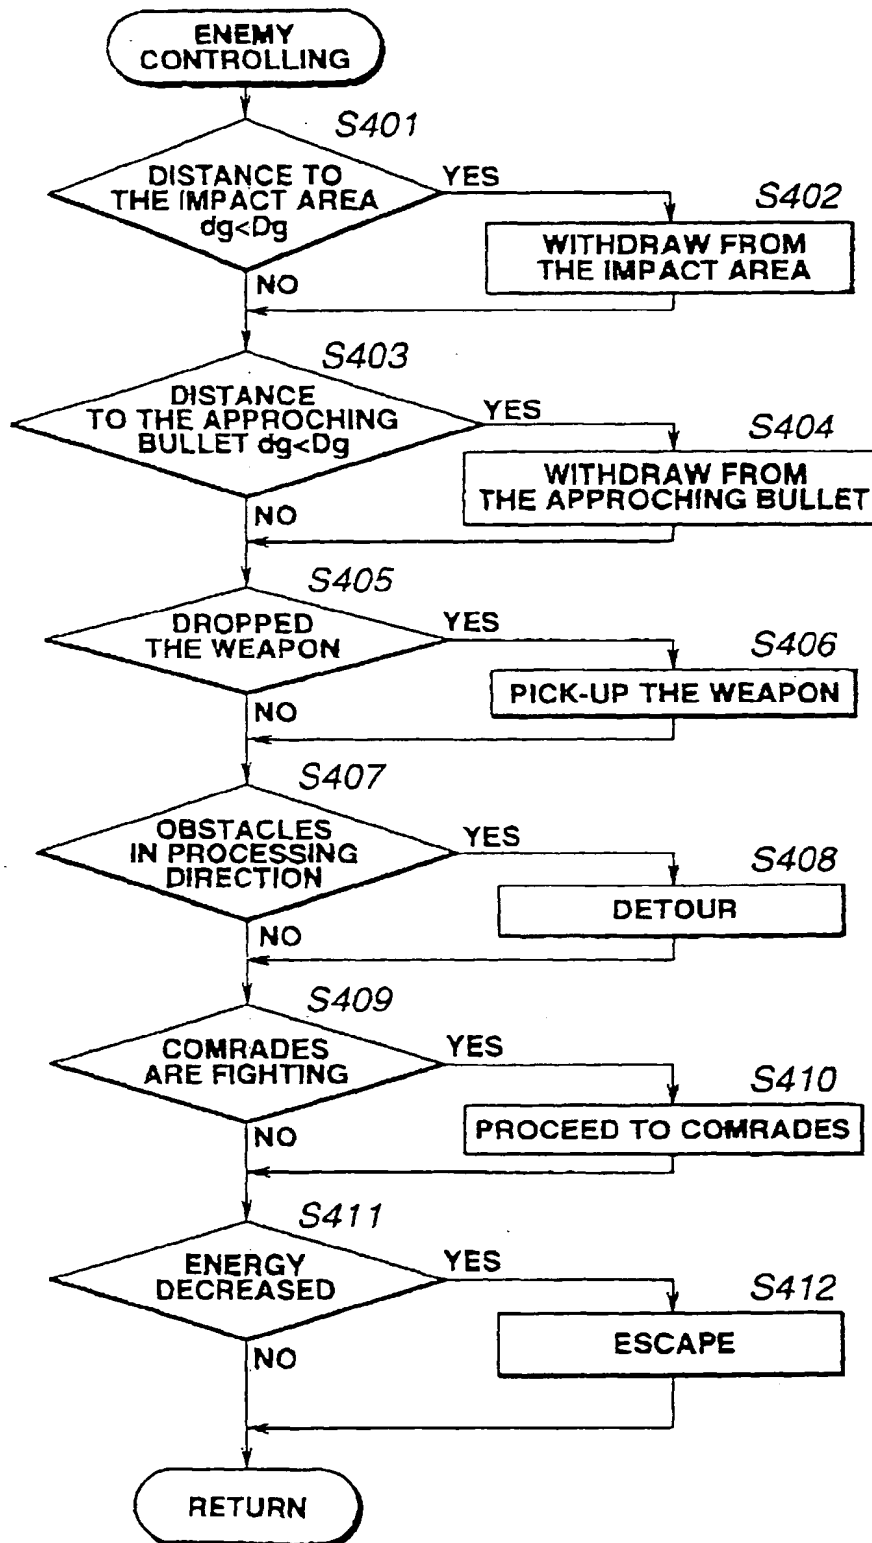 ENEMY
CONTROLLING
S401
DISTANCE TO
THE IMPACT AREA
dg<Dg
YES
S402
WITHDRAW FROM
THE IMPACT AREA
NO
S403
DISTANCE
TO THE APPROCHING
BULLET dg<Dg
YES
S404
WITHDRAW FROM
THE APPROCHING BULLET
NO
S405
DROPPED
THE WEAPON
YES
S406
PICK-UP THE WEAPON
NO
S407
OBSTACLES
IN PROCESSING
DIRECTION
YES
S408
DETOUR
NO
S409
COMRADES
ARE FIGHTING
YES
S410
PROCEED TO COMRADES
NO
S411
ENERGY
DECREASED
YES
S412
ESCAPE
NO
RETURN